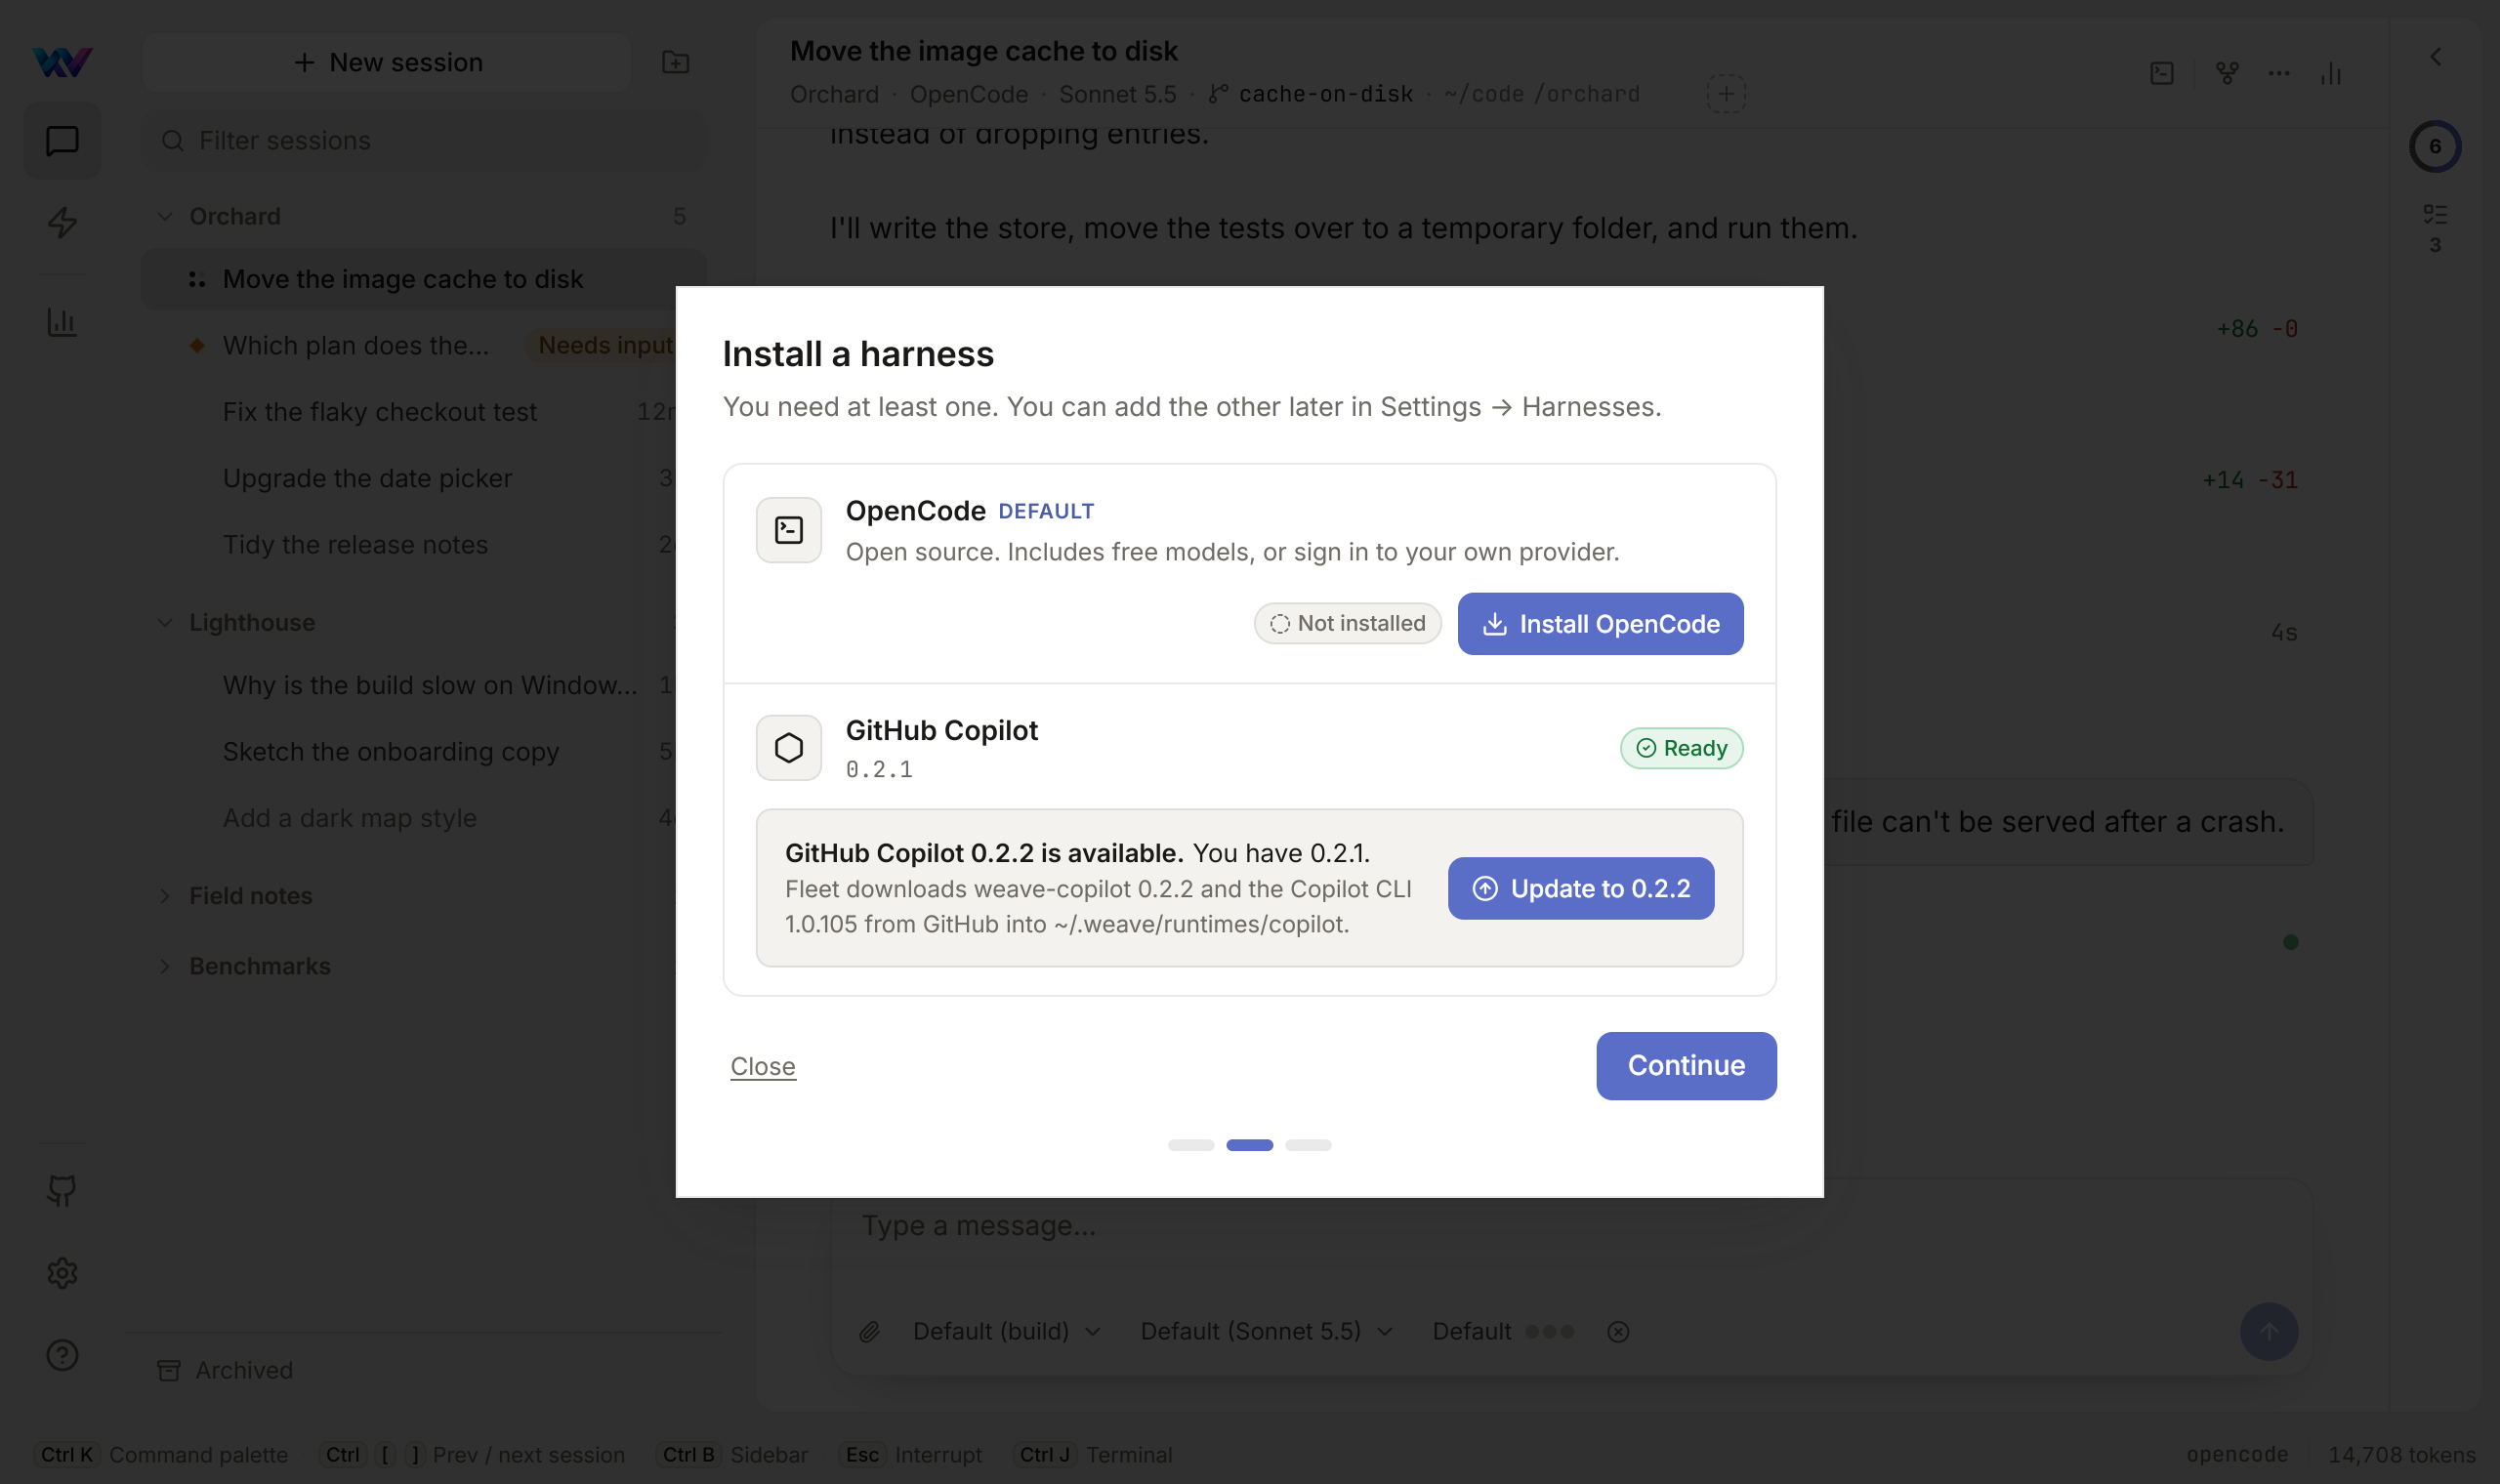 New session
Filter sessions
Orchard 5
Move the image cache to disk
Which plan does the... Needs input
Fix the flaky checkout test
Upgrade the date picker 3
Tidy the release notes 2
Lighthouse
Why is the build slow on Window... 1
Sketch the onboarding copy 5
Add a dark map style 4
Field notes
Benchmarks
Archived
Move the image cache to disk
Orchard · OpenCode · Sonnet 5.5 · cache-on-disk · ~/code/orchard
instead of dropping entries.
I'll write the store, move the tests over to a temporary folder, and run them.
+86 -0
+14 -31
4s
file can't be served after a crash.
6
3
Install a harness
You need at least one. You can add the other later in Settings → Harnesses.
OpenCode DEFAULT
Open source. Includes free models, or sign in to your own provider.
Not installed
Install OpenCode
GitHub Copilot
0.2.1
Ready
GitHub Copilot 0.2.2 is available. You have 0.2.1.
Fleet downloads weave-copilot 0.2.2 and the Copilot CLI
1.0.105 from GitHub into ~/.weave/runtimes/copilot.
Update to 0.2.2
Close
Continue
Type a message...
Default (build) Default (Sonnet 5.5) Default
Ctrl K Command palette Ctrl [ ] Prev / next session Ctrl B Sidebar Esc Interrupt Ctrl J Terminal
opencode 14,708 tokens